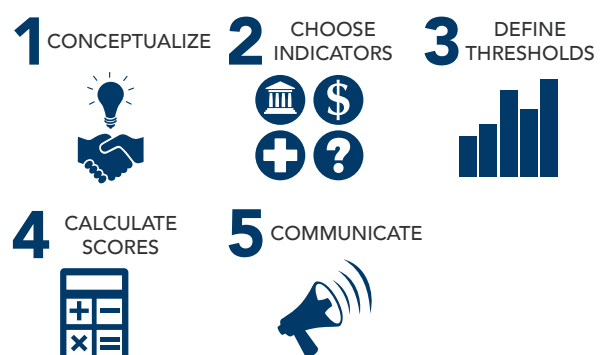 1 CONCEPTUALIZE
2 CHOOSE
INDICATORS
3 DEFINE
THRESHOLDS
$
?
4 CALCULATE
SCORES
5 COMMUNICATE
+ −
× =